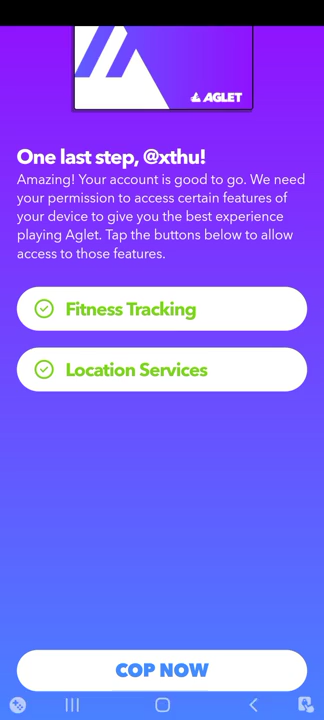 AGLET
One last step, @xthu!
Amazing! Your account is good to go. We need
your permission to access certain features of
your device to give you the best experience
playing Aglet. Tap the buttons below to allow
access to those features.
Fitness Tracking
Location Services
COP NOW